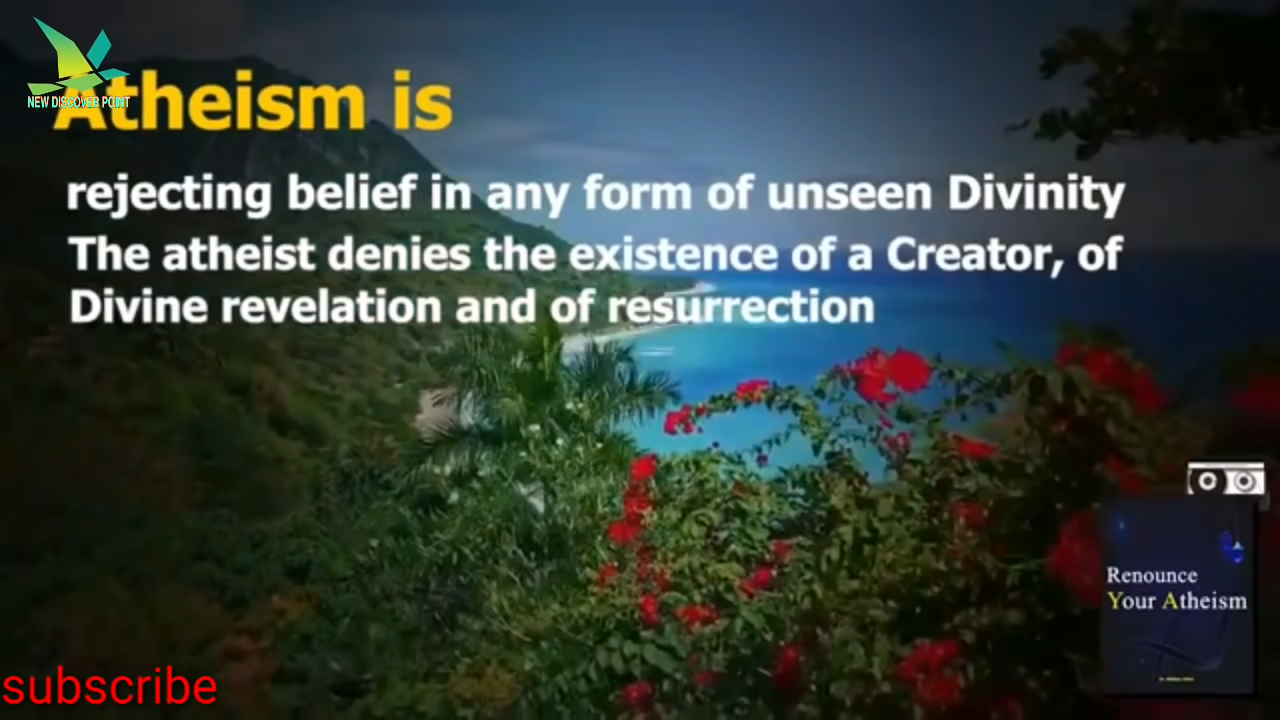 NEW DISCOVER POINT
Atheism is
rejecting belief in any form of unseen Divinity
The atheist denies the existence of a Creator, of
Divine revelation and of resurrection
Renounce
Your Atheism
subscribe